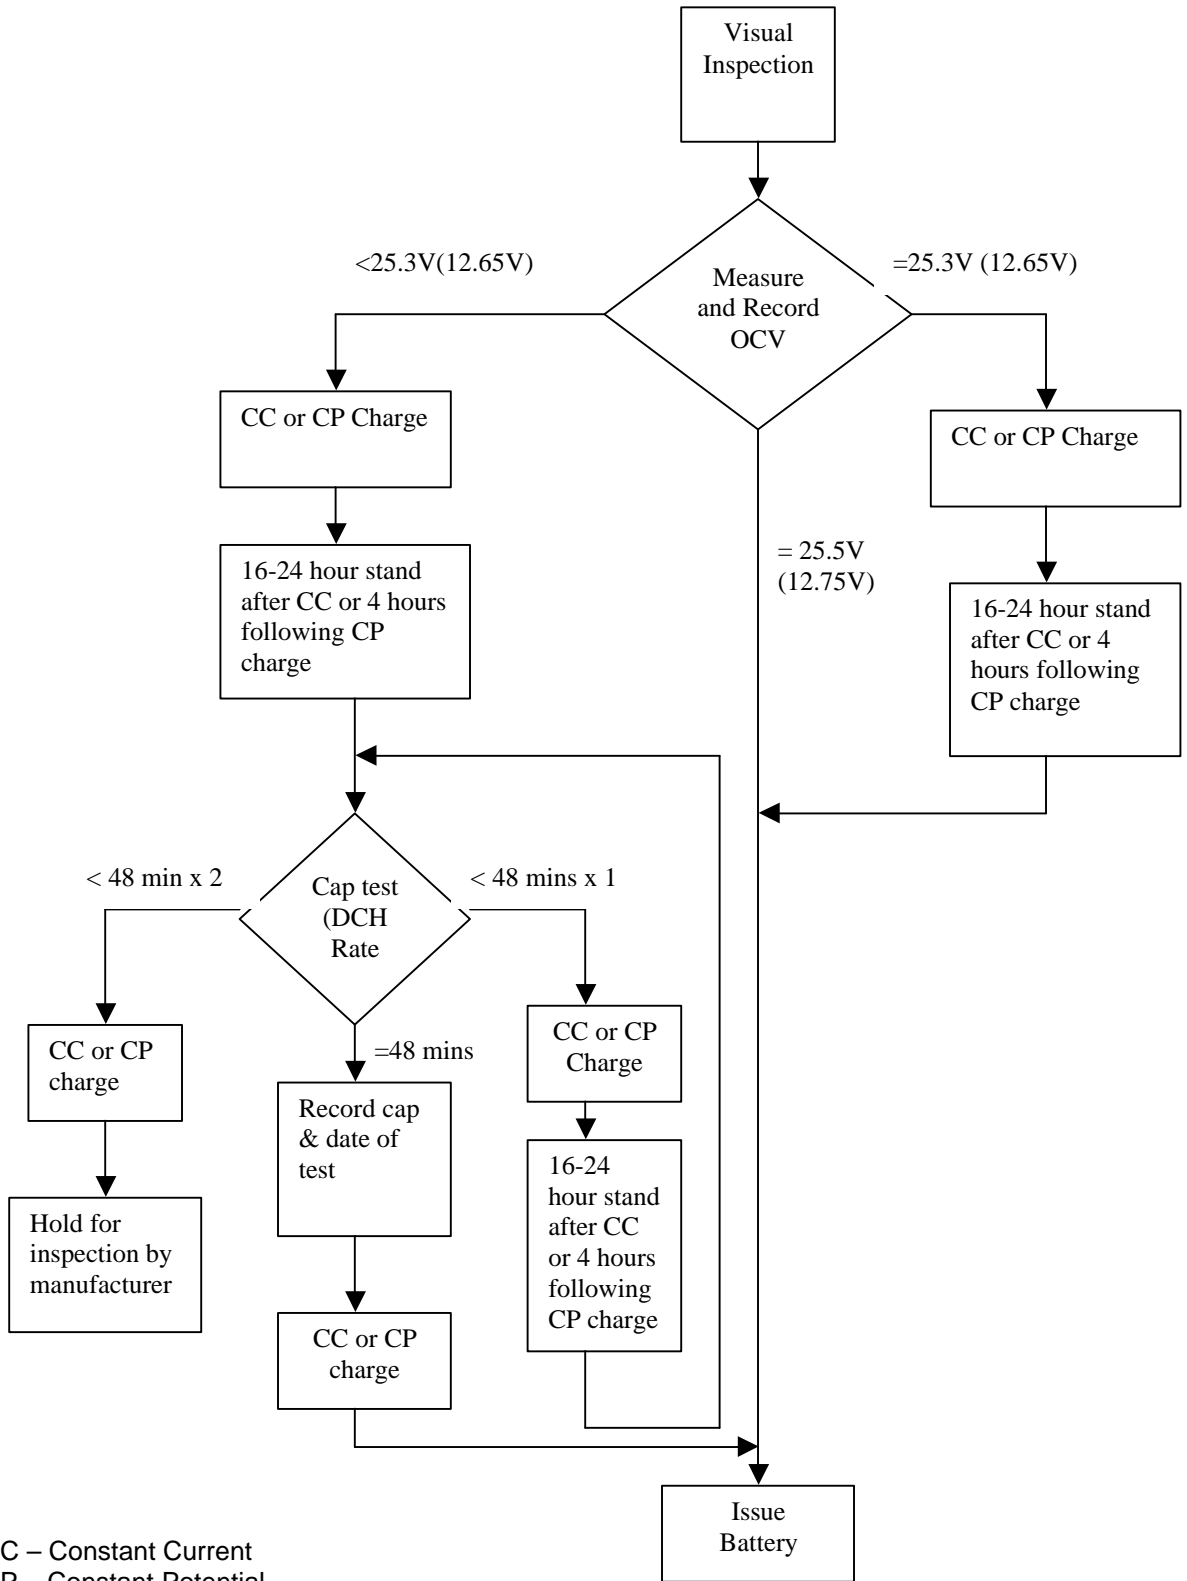 Visual
Inspection
<25.3V(12.65V)
Measure
and Record
OCV
=25.3V (12.65V)
CC or CP Charge
CC or CP Charge
= 25.5V
(12.75V)
16-24 hour stand
after CC or 4 hours
following CP
charge
16-24 hour stand
after CC or 4
hours following
CP charge
< 48 min x 2
Cap test
(DCH
Rate
< 48 mins x 1
=48 mins
CC or CP
charge
Record cap
& date of
test
CC or CP
Charge
Hold for
inspection by
manufacturer
16-24
hour stand
after CC
or 4 hours
following
CP charge
CC or CP
charge
Issue
Battery
C – Constant Current
P – Constant Potential